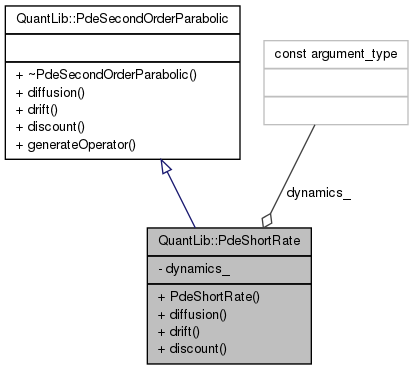 QuantLib::PdeSecondOrderParabolic
+ ~PdeSecondOrderParabolic()
+ diffusion()
+ drift()
+ discount()
+ generateOperator()
const argument_type
dynamics_
QuantLib::PdeShortRate
- dynamics_
+ PdeShortRate()
+ diffusion()
+ drift()
+ discount()